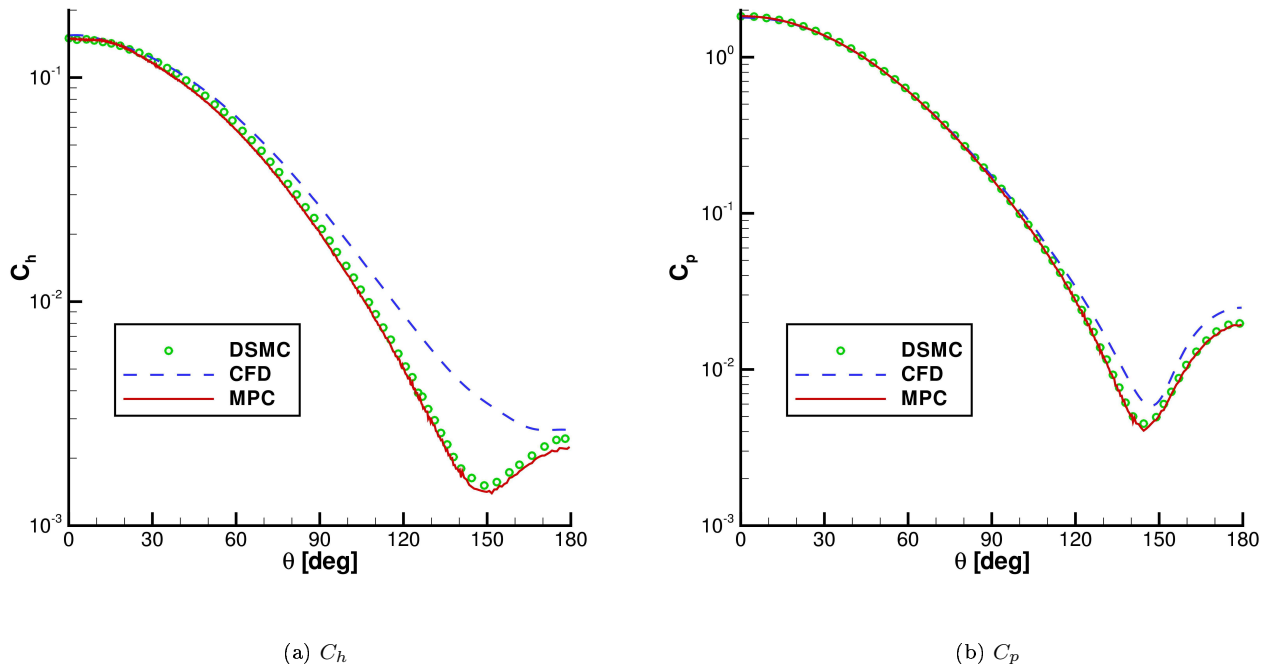 C_h
10^-1
10^-2
10^-3
DSMC
CFD
MPC
0 30 60 90 120 150 180
θ [deg]
(a) C_h
C_p
10^0
10^-1
10^-2
10^-3
DSMC
CFD
MPC
0 30 60 90 120 150 180
θ [deg]
(b) C_p